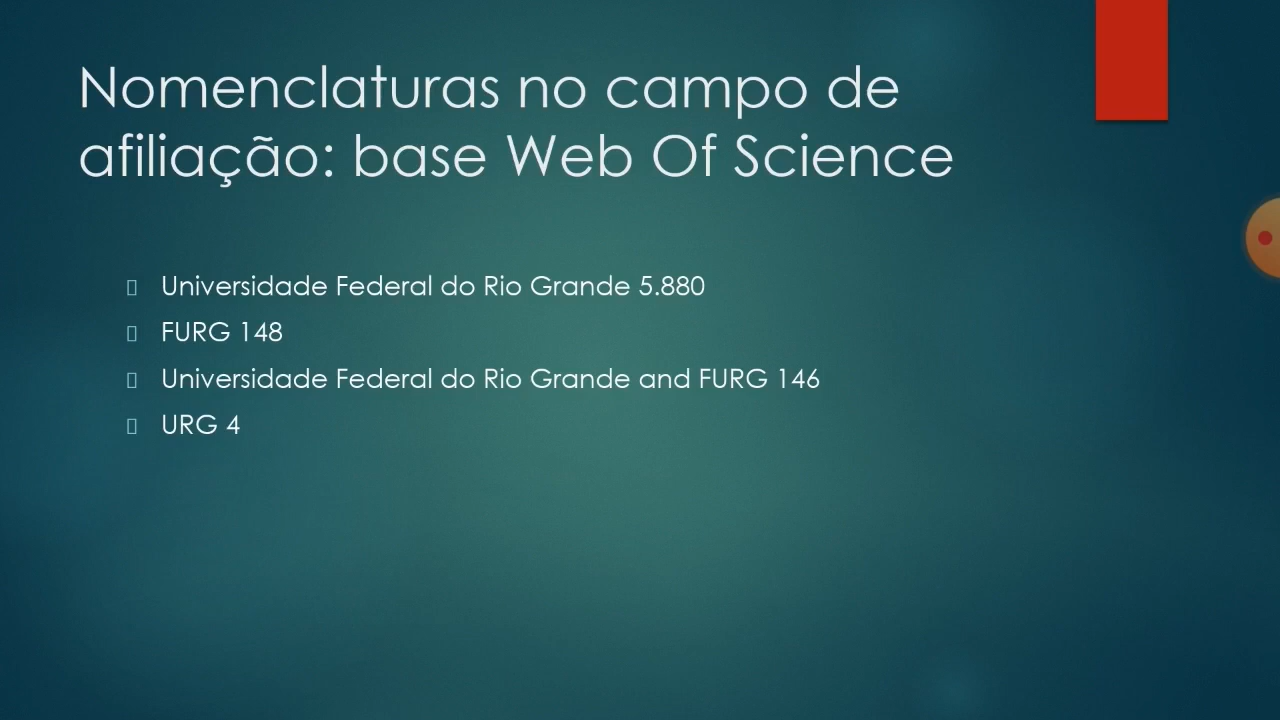 Nomenclaturas no campo de
afiliação: base Web Of Science
Universidade Federal do Rio Grande 5.880
FURG 148
Universidade Federal do Rio Grande and FURG 146
URG 4